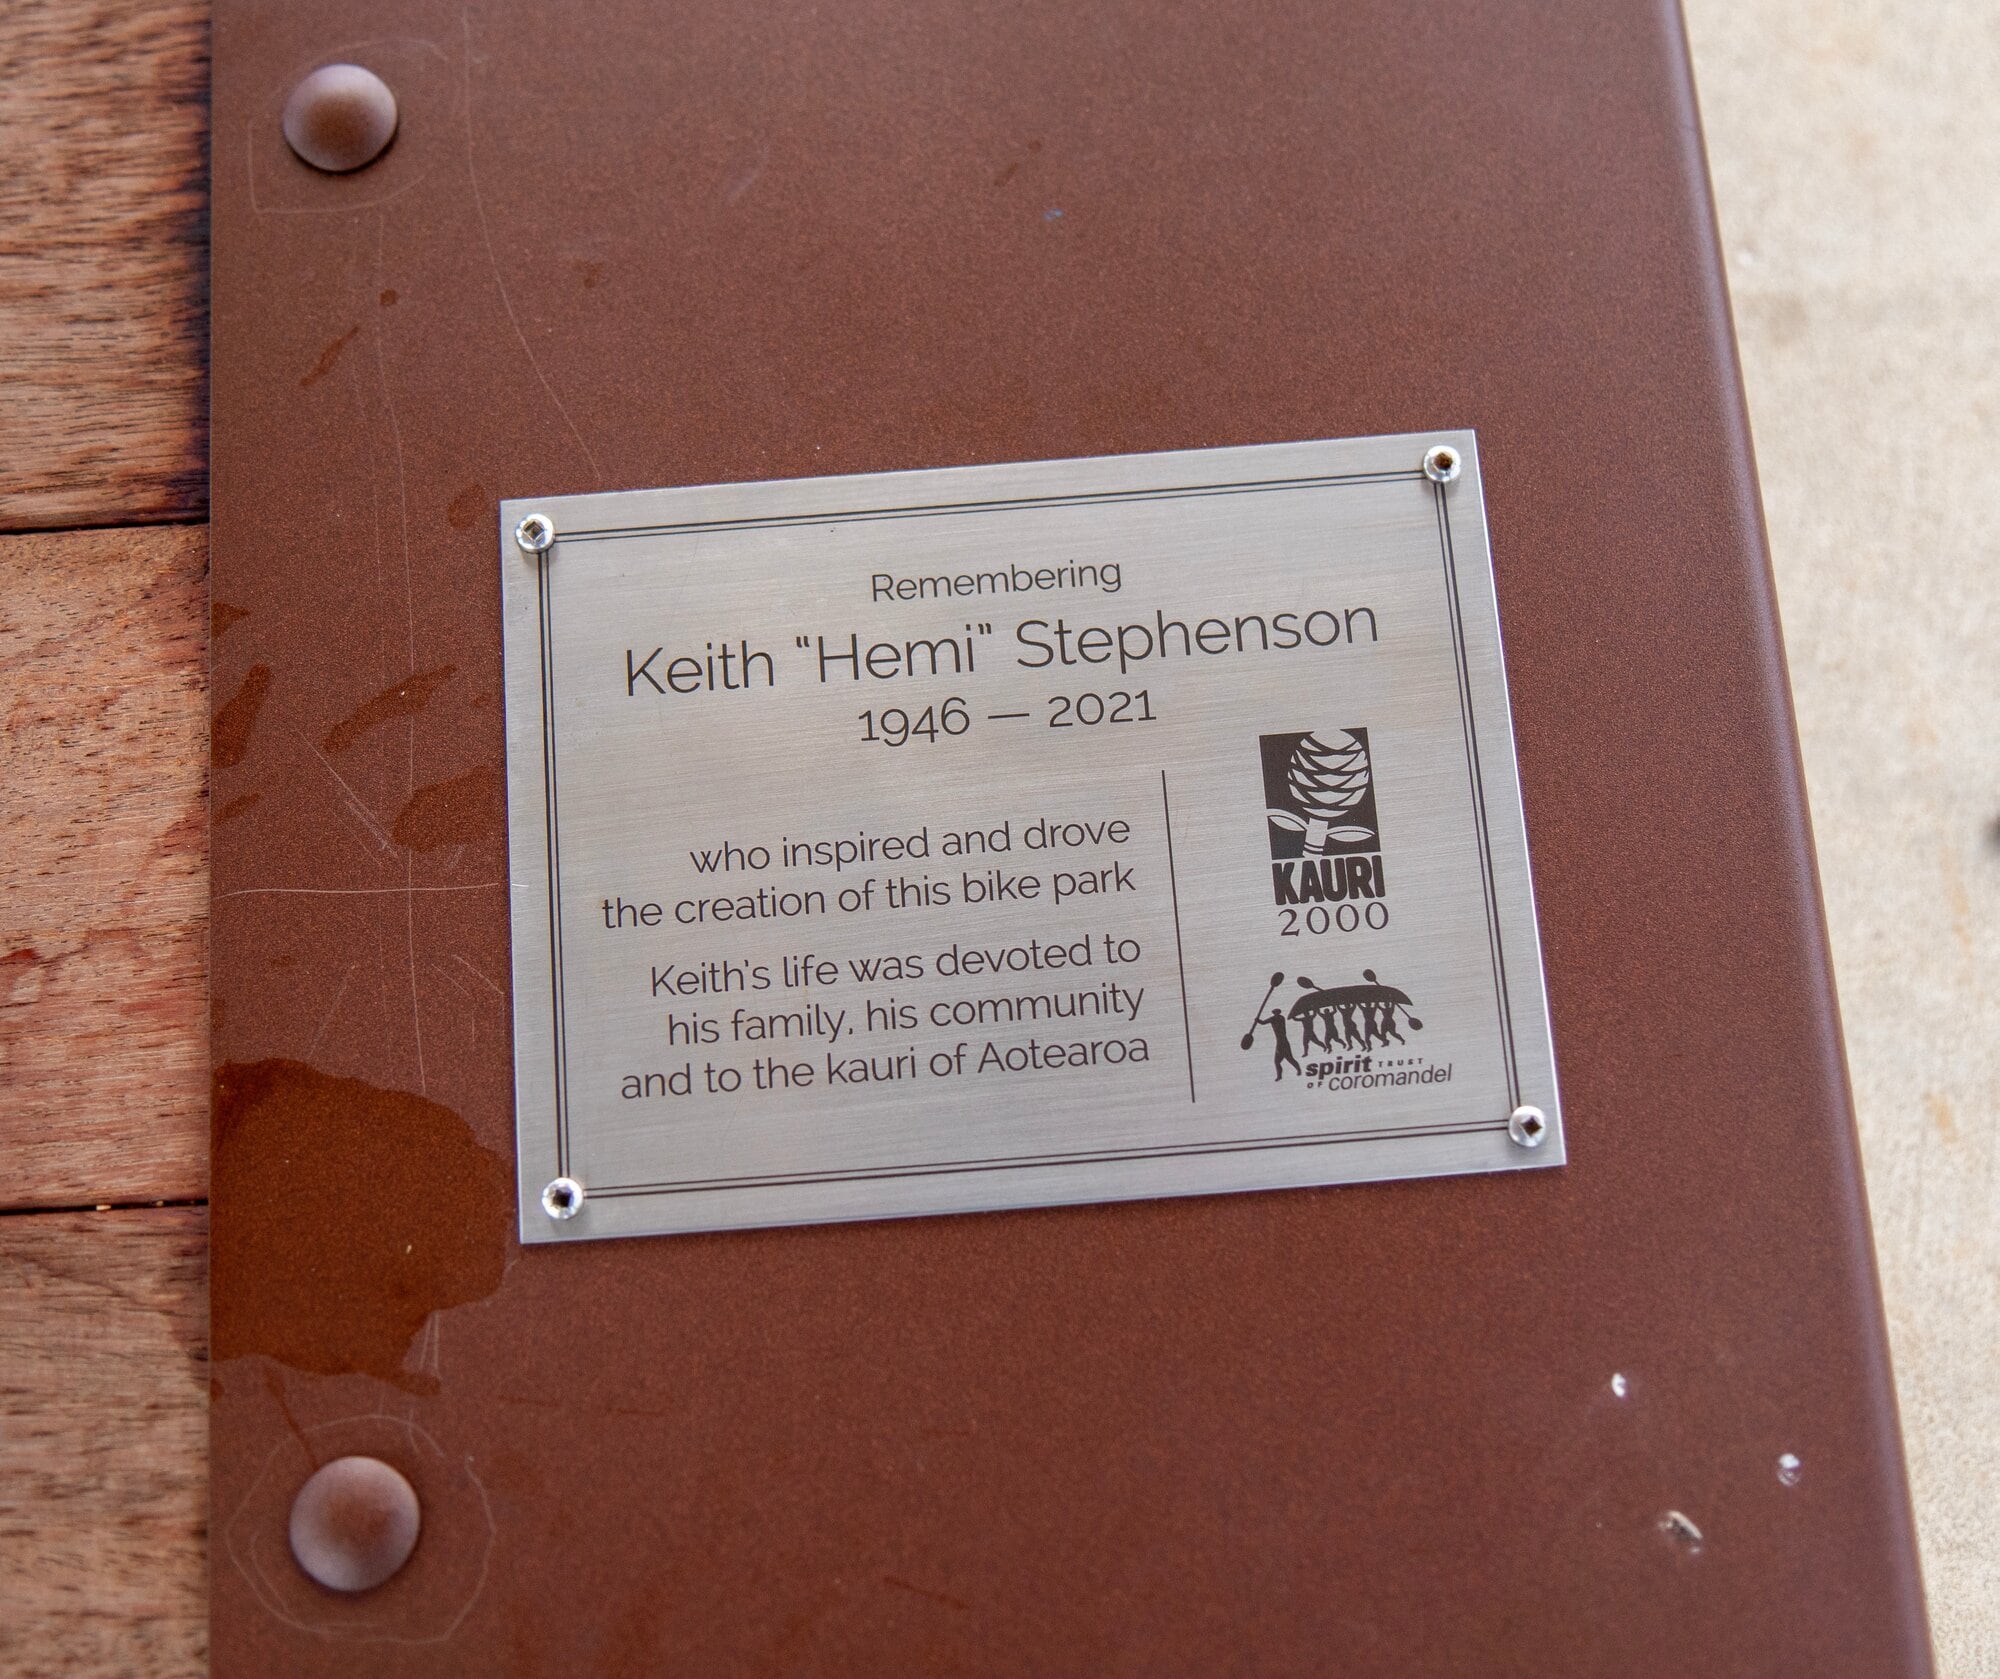 Remembering
Keith "Hemi" Stephenson
1946 — 2021
who inspired and drove
the creation of this bike park
Keith's life was devoted to
his family, his community
and to the kauri of Aotearoa
KAURI
2000
spirit TRUST
OF coromandel